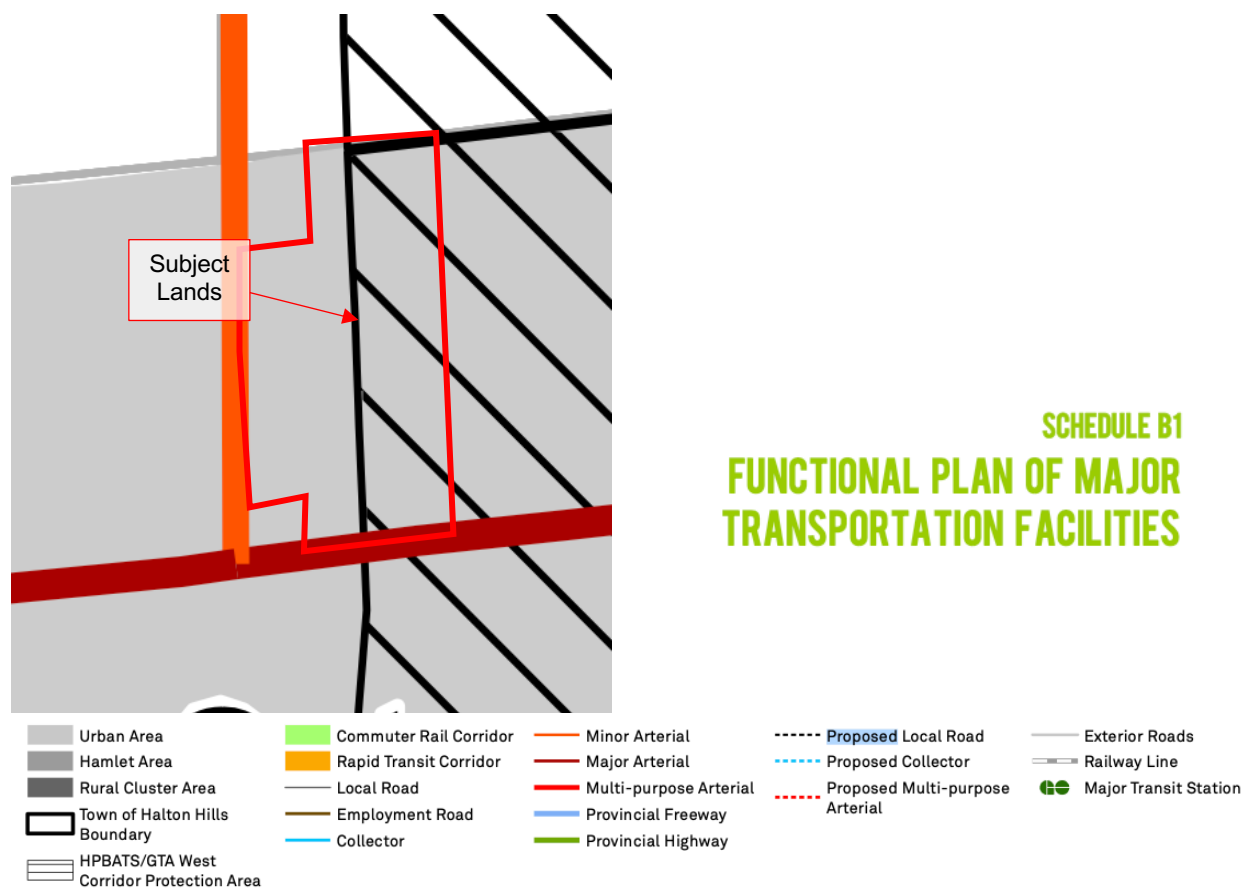 Subject
Lands
SCHEDULE B1
FUNCTIONAL PLAN OF MAJOR
TRANSPORTATION FACILITIES
Urban Area
Hamlet Area
Rural Cluster Area
Town of Halton Hills
Boundary
HPBATS/GTA West
Corridor Protection Area
Commuter Rail Corridor
Rapid Transit Corridor
Local Road
Employment Road
Collector
Minor Arterial
Major Arterial
Multi-purpose Arterial
Provincial Freeway
Provincial Highway
Proposed Local Road
Proposed Collector
Proposed Multi-purpose
Arterial
Exterior Roads
Railway Line
GO Major Transit Station